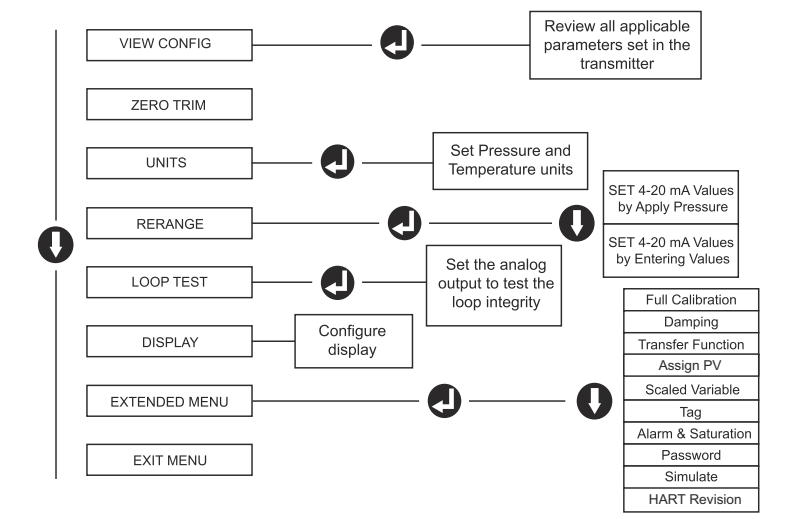 VIEW CONFIG
Review all applicable
parameters set in the
transmitter
ZERO TRIM
UNITS
Set Pressure and
Temperature units
RERANGE
SET 4-20 mA Values
by Apply Pressure
SET 4-20 mA Values
by Entering Values
LOOP TEST
Set the analog
output to test the
loop integrity
DISPLAY
Configure
display
EXTENDED MENU
Full Calibration
Damping
Transfer Function
Assign PV
Scaled Variable
Tag
Alarm & Saturation
Password
Simulate
HART Revision
EXIT MENU